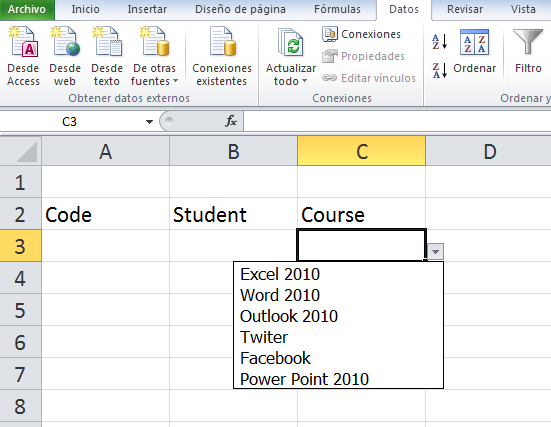 Archivo Inicio Insertar Diseño de página Fórmulas Datos Revisar Vista
Desde Access Desde web Desde texto De otras fuentes Conexiones existentes Actualizar todo Conexiones Propiedades Editar vínculos A Z Z A Ordenar Filtro
Obtener datos externos Conexiones Ordenar y
C3 fx
A B C D
1
2 Code Student Course
3
4 Excel 2010
Word 2010
5 Outlook 2010
6 Twiter
Facebook
7 Power Point 2010
8